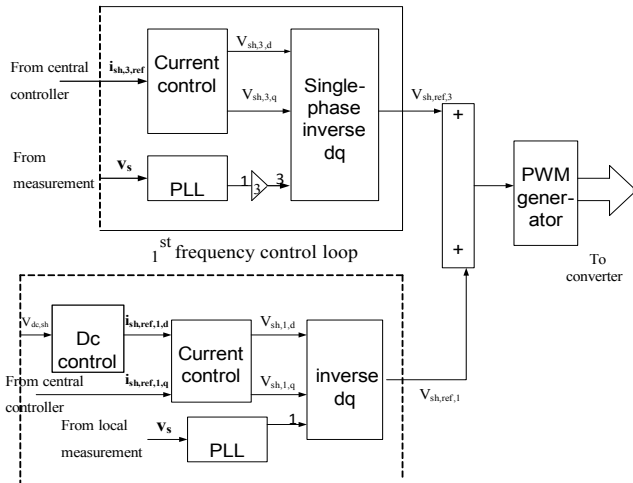 From central
controller
i_sh,3,ref
Current
control
V_sh,3,d
V_sh,3,q
Single-
phase
inverse
dq
V_sh,ref,3
From
measurement
v_s
PLL
1
3
3
1^st frequency control loop
+
+
PWM
gener-
ator
To
converter
V_dc,sh
Dc
control
i_sh,ref,1,d
From central
controller
i_sh,ref,1,q
Current
control
V_sh,1,d
V_sh,1,q
inverse
dq
V_sh,ref,1
From local
measurement
v_s
PLL
1